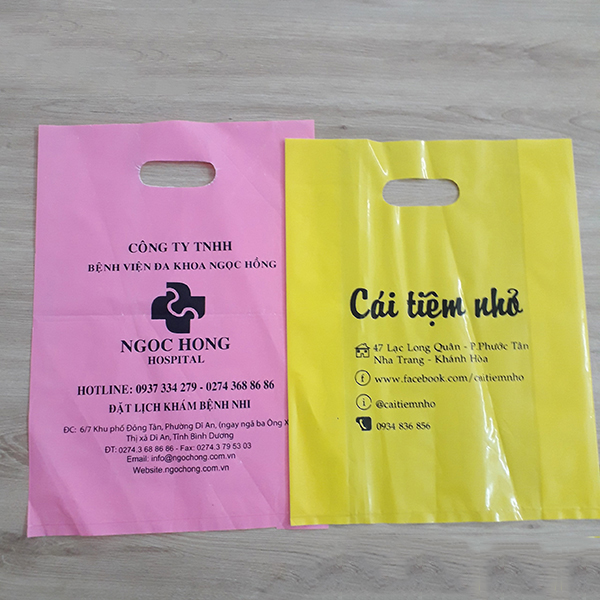 CÔNG TY TNHH
BỆNH VIỆN ĐA KHOA NGỌC HỒNG
NGOC HONG
HOSPITAL
HOTLINE: 0937 334 279 - 0274 368 86 86
ĐẶT LỊCH KHÁM BỆNH NHI
ĐC: 6/7 Khu phố Đông Tân, Phường Dĩ An, (ngay ngã ba Ông X
Thị xã Dĩ An, Tỉnh Bình Dương
ĐT: 0274.3 68 86 86 - Fax: 0274.3 79 53 03
Email: info@ngochong.com.vn
Website.ngochong.com.vn
Cái tiệm nhỏ
47 Lạc Long Quân - P.Phước Tân
Nha Trang - Khánh Hòa
www.facebook.com/caitiemnho
@caitiemnho
0934 836 856